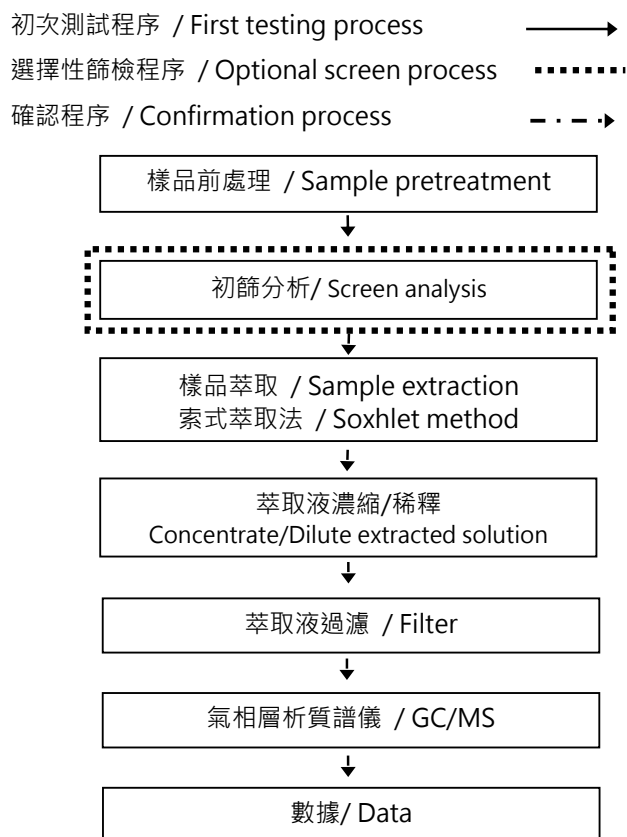 初次測試程序 / First testing process
選擇性篩檢程序 / Optional screen process
確認程序 / Confirmation process
樣品前處理 / Sample pretreatment
初篩分析/ Screen analysis
樣品萃取 / Sample extraction
索式萃取法 / Soxhlet method
萃取液濃縮/稀釋
Concentrate/Dilute extracted solution
萃取液過濾 / Filter
氣相層析質譜儀 / GC/MS
數據/ Data